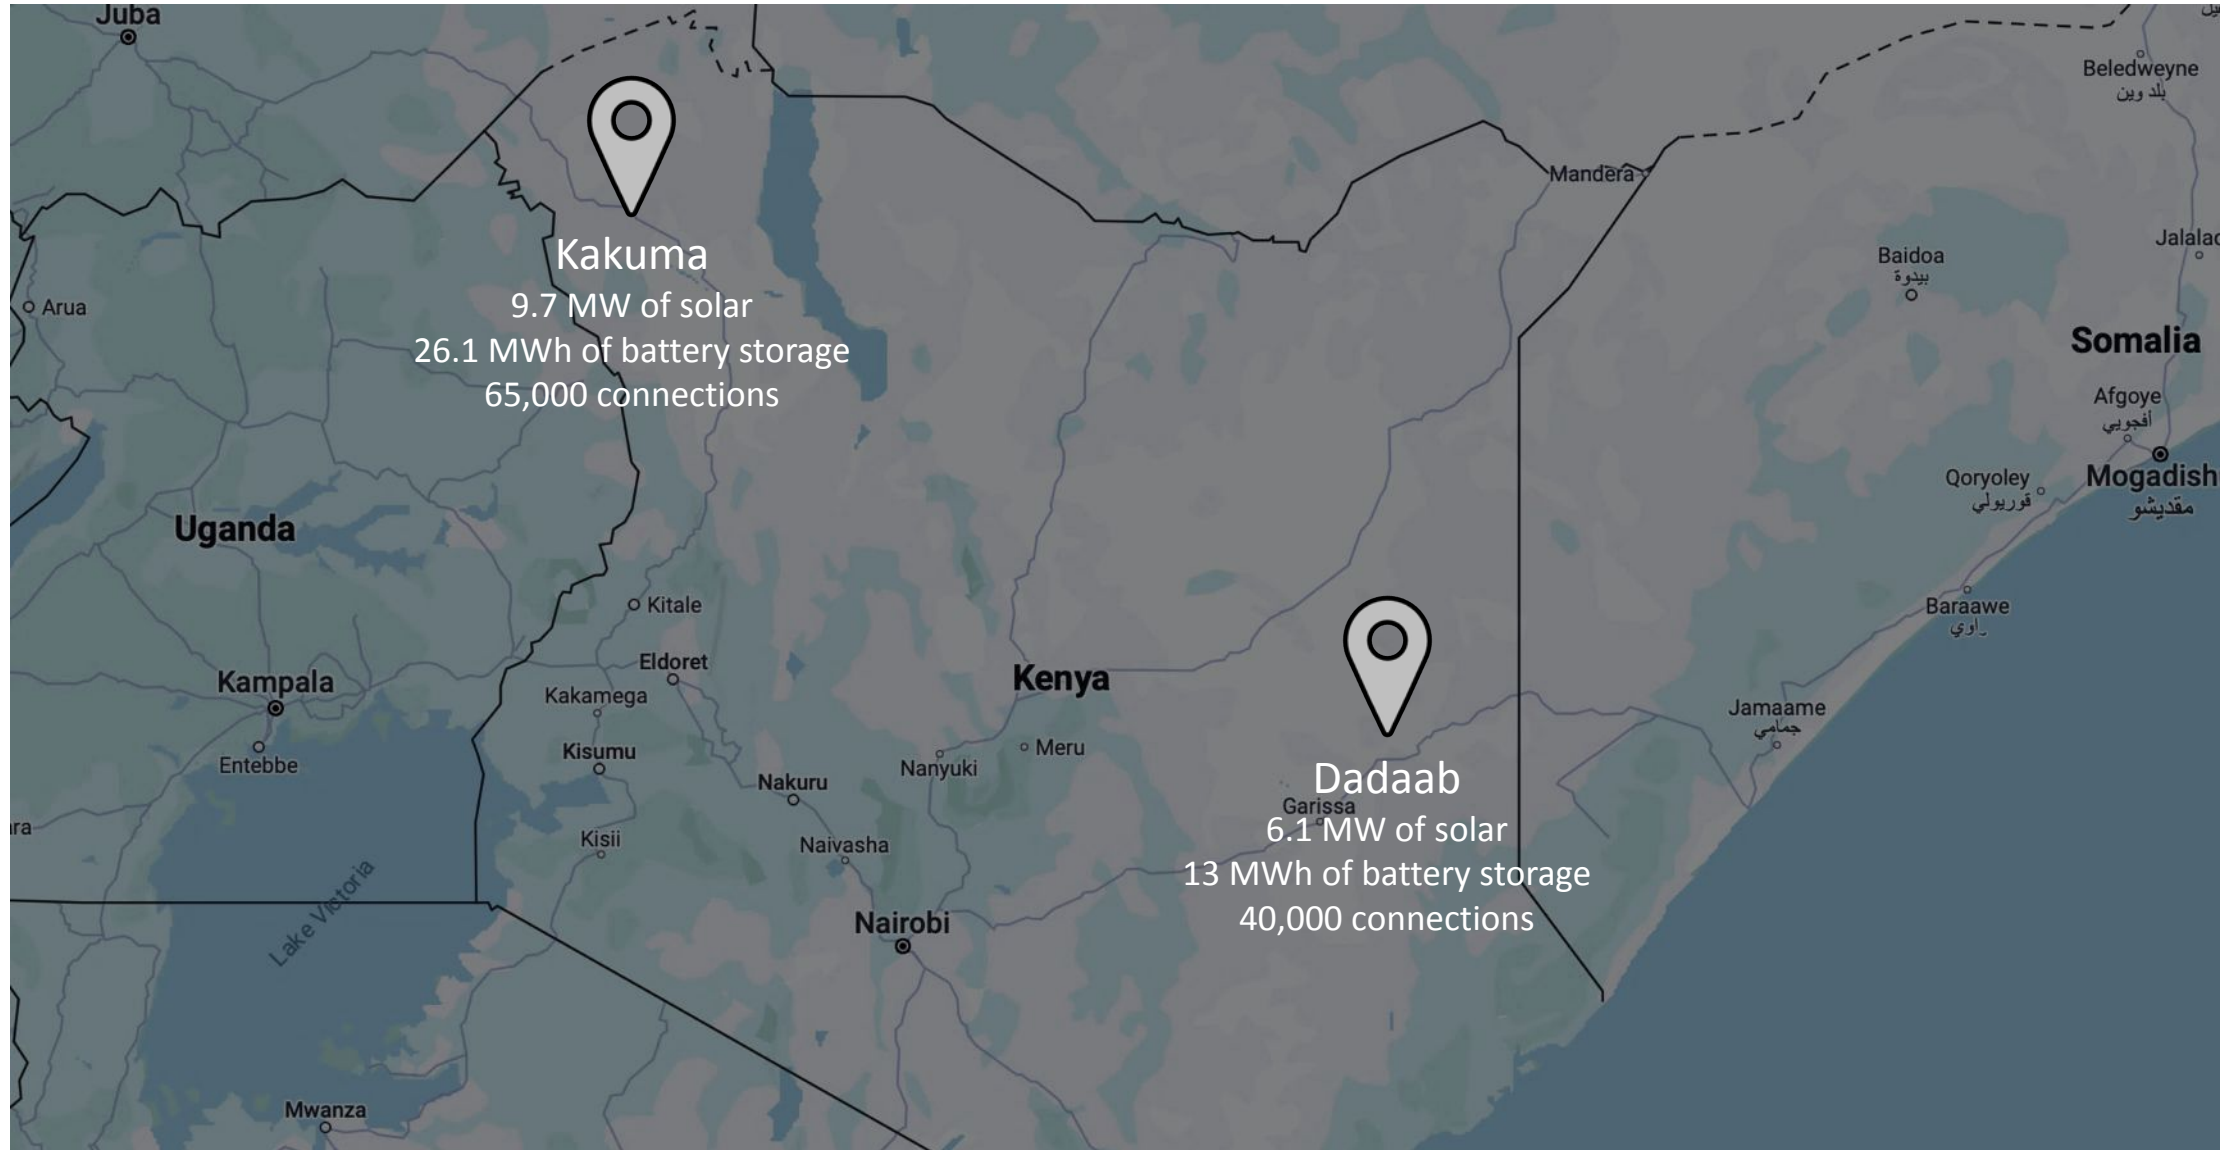 Juba
Beledweyne
بلد وين
Mandera
Kakuma
9.7 MW of solar
26.1 MWh of battery storage
65,000 connections
Arua
Baidoa
بيدوة
Jalalac
Somalia
Afgoye
أفجويي
Mogadish
مقديشو
Qoryoley
قوريولي
Uganda
Baraawe
Kitale
Eldoret
Kenya
Kampala
Kakamega
Jamaame
جمامي
Entebbe
Kisumu
Nanyuki
Meru
Nakuru
Dadaab
Garissa
6.1 MW of solar
13 MWh of battery storage
40,000 connections
ara
Kisii
Naivasha
Lake Victoria
Nairobi
Mwanza